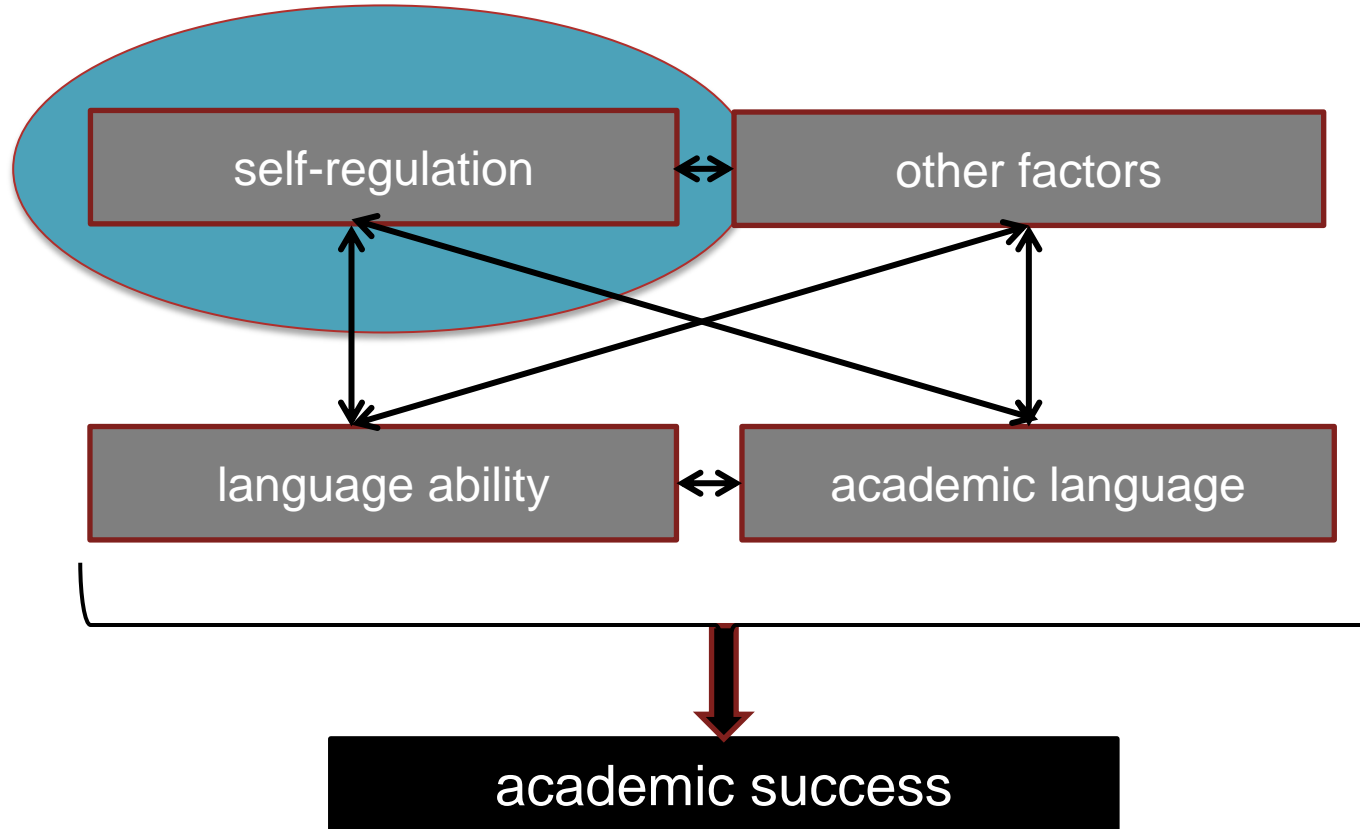 self-regulation
other factors
language ability
academic language
academic success